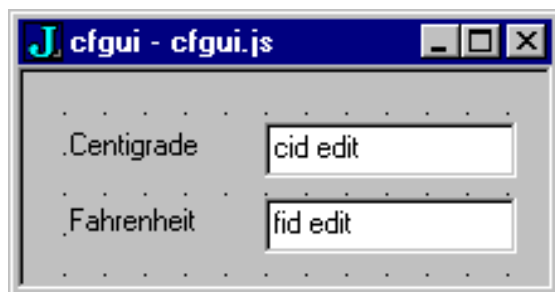 J cfgui - cfgui.js
Centigrade cid edit
Fahrenheit fid edit